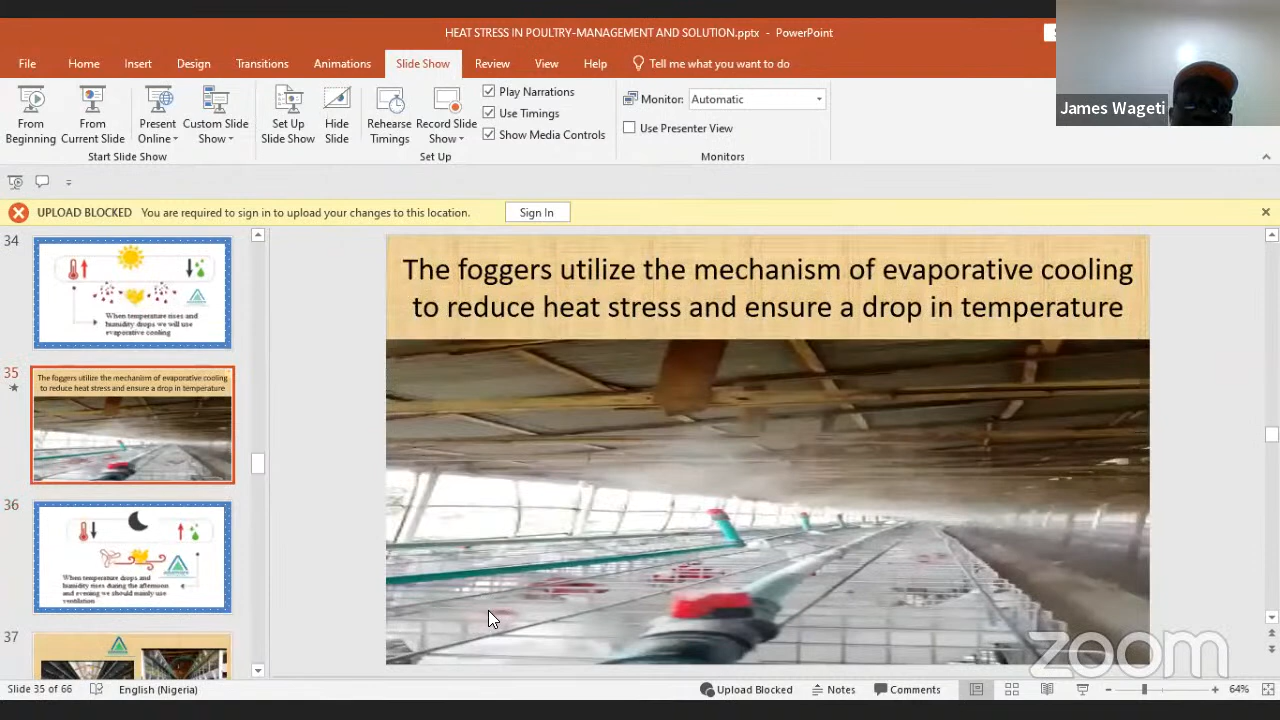 HEAT STRESS IN POULTRY-MANAGEMENT AND SOLUTION.pptx - PowerPoint
James Wageti
File Home Insert Design Transitions Animations Slide Show Review View Help Tell me what you want to do
From Beginning
From Current Slide
Present Online
Custom Slide Show
Start Slide Show
Set Up Slide Show
Hide Slide
Rehearse Timings
Record Slide Show
Play Narrations
Use Timings
Show Media Controls
Set Up
Monitor: Automatic
Use Presenter View
Monitors
UPLOAD BLOCKED You are required to sign in to upload your changes to this location. Sign In
34
When temperature rises and
humidity drops we will use
evaporative cooling
35
The foggers utilize the mechanism of evaporative cooling
to reduce heat stress and ensure a drop in temperature
36
When temperature drops and
humidity rises during the afternoon
and evening we should mainly use
ventilation
37
The foggers utilize the mechanism of evaporative cooling
to reduce heat stress and ensure a drop in temperature
zoom
Slide 35 of 66 English (Nigeria) Upload Blocked Notes Comments 64%